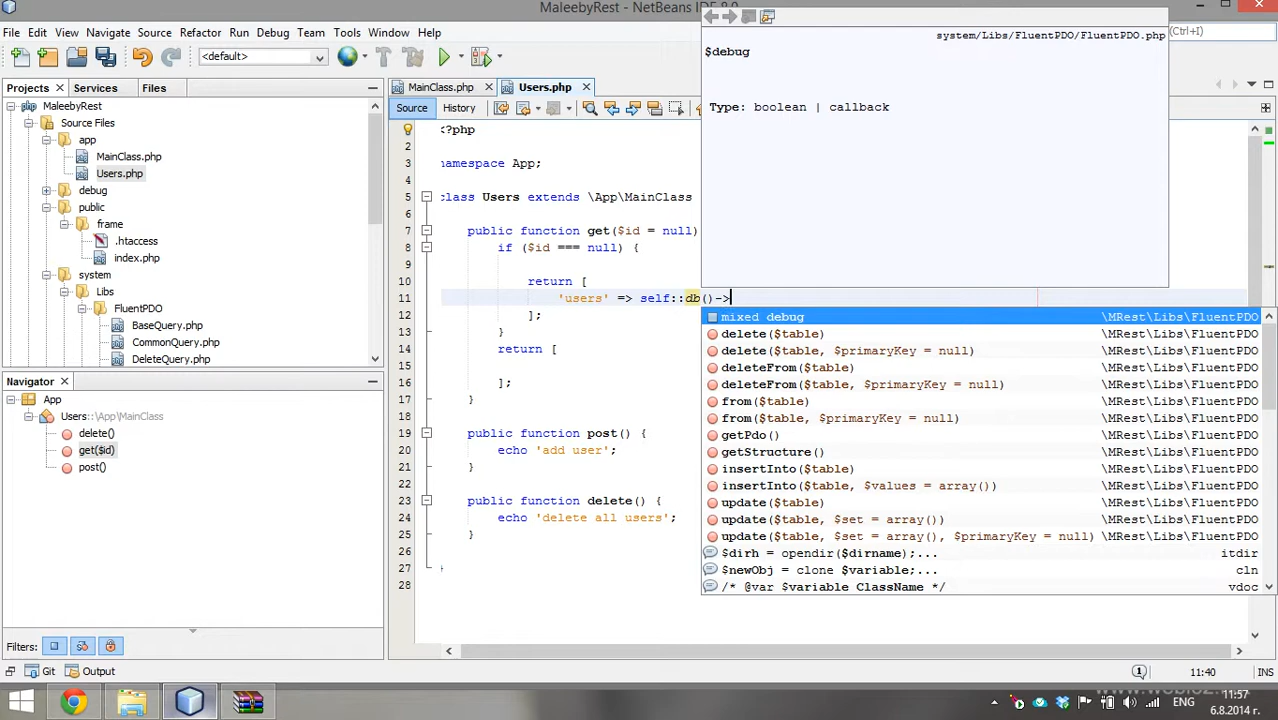 MaleebyRest - NetBeans IDE 8.0
File Edit View Navigate Source Refactor Run Debug Team Tools Window Help
(Ctrl+I)
<default>
Projects Services Files
MaleebyRest
Source Files
app
MainClass.php
Users.php
debug
public
frame
.htaccess
index.php
system
Libs
FluentPDO
BaseQuery.php
CommonQuery.php
DeleteQuery.php
Navigator
App
Users::\App\MainClass
delete()
get($id)
post()
Filters:
MainClass.php Users.php
Source History
1 <?php
2
3 namespace App;
4
5 class Users extends \App\MainClass
6
7 public function get($id = null)
8 if ($id === null) {
9
10 return [
11 'users' => self::db()->
12 ];
13 }
14 return [
15
16 ];
17 }
18
19 public function post() {
20 echo 'add user';
21 }
22
23 public function delete() {
24 echo 'delete all users';
25 }
26
27 }
28
system/Libs/FluentPDO/FluentPDO.php
$debug
Type: boolean | callback
mixed debug \MRest\Libs\FluentPDO
delete($table) \MRest\Libs\FluentPDO
delete($table, $primaryKey = null) \MRest\Libs\FluentPDO
deleteFrom($table) \MRest\Libs\FluentPDO
deleteFrom($table, $primaryKey = null) \MRest\Libs\FluentPDO
from($table) \MRest\Libs\FluentPDO
from($table, $primaryKey = null) \MRest\Libs\FluentPDO
getPdo() \MRest\Libs\FluentPDO
getStructure() \MRest\Libs\FluentPDO
insertInto($table) \MRest\Libs\FluentPDO
insertInto($table, $values = array()) \MRest\Libs\FluentPDO
update($table) \MRest\Libs\FluentPDO
update($table, $set = array()) \MRest\Libs\FluentPDO
update($table, $set = array(), $primaryKey = null) \MRest\Libs\FluentPDO
$dirh = opendir($dirname);... itdir
$newObj = clone $variable;... cln
/* @var $variable ClassName */ vdoc
Git Output
1 11:40 INS
ENG
11:57
6.8.2014 г.